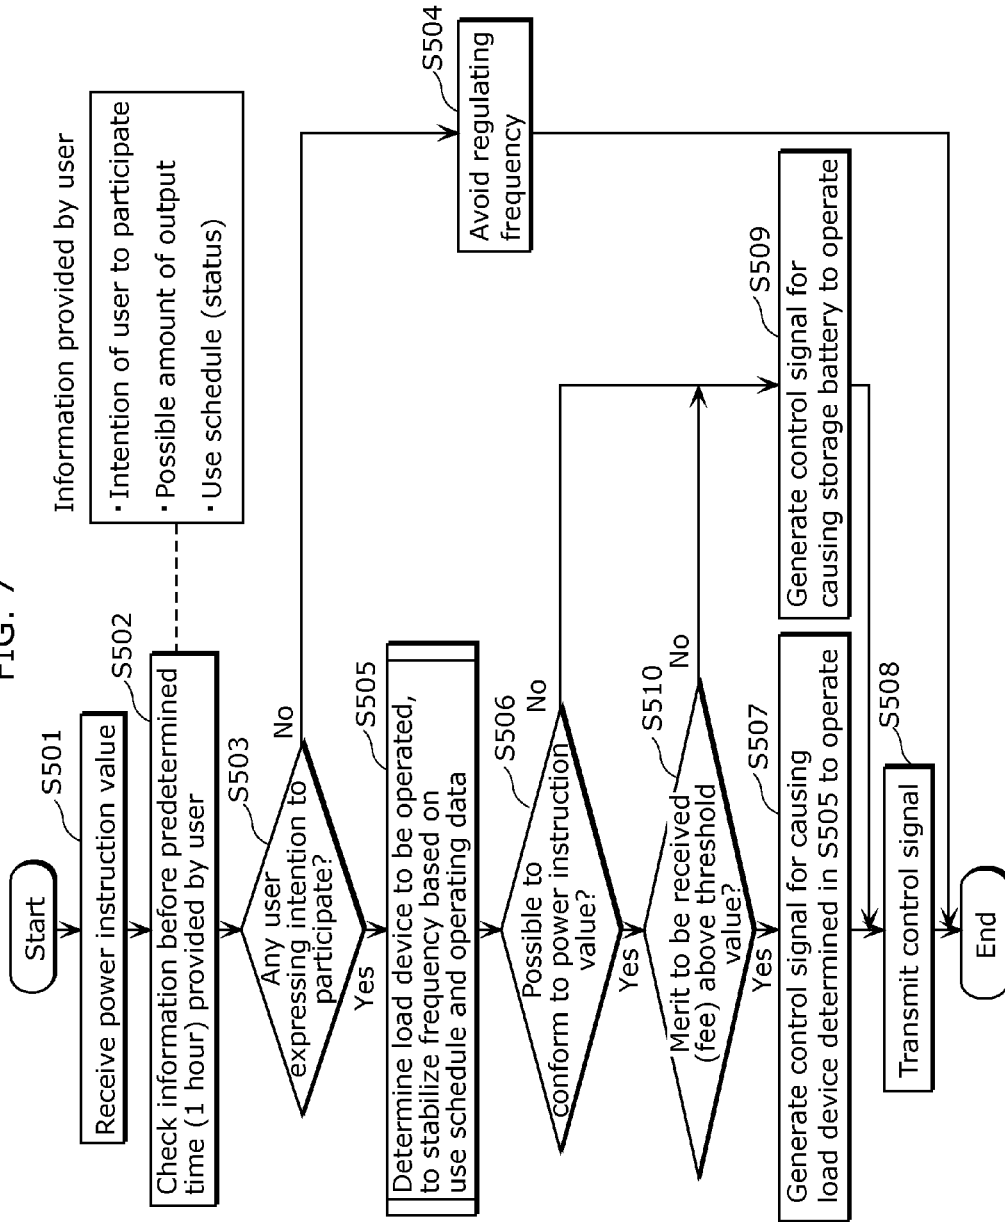 FIG. 7
Start
S501
Receive power instruction value
S502
Check information before predetermined
time (1 hour) provided by user
Information provided by user
・Intention of user to participate
・Possible amount of output
・Use schedule (status)
S503
Any user
expressing intention to
participate?
No
Yes
S504
Avoid regulating
frequency
S505
Determine load device to be operated,
to stabilize frequency based on
use schedule and operating data
S506
Possible to
conform to power instruction
value?
No
Yes
S510
Merit to be received
(fee) above threshold
value?
No
Yes
S507
Generate control signal for causing
load device determined in S505 to operate
S509
Generate control signal for
causing storage battery to operate
S508
Transmit control signal
End